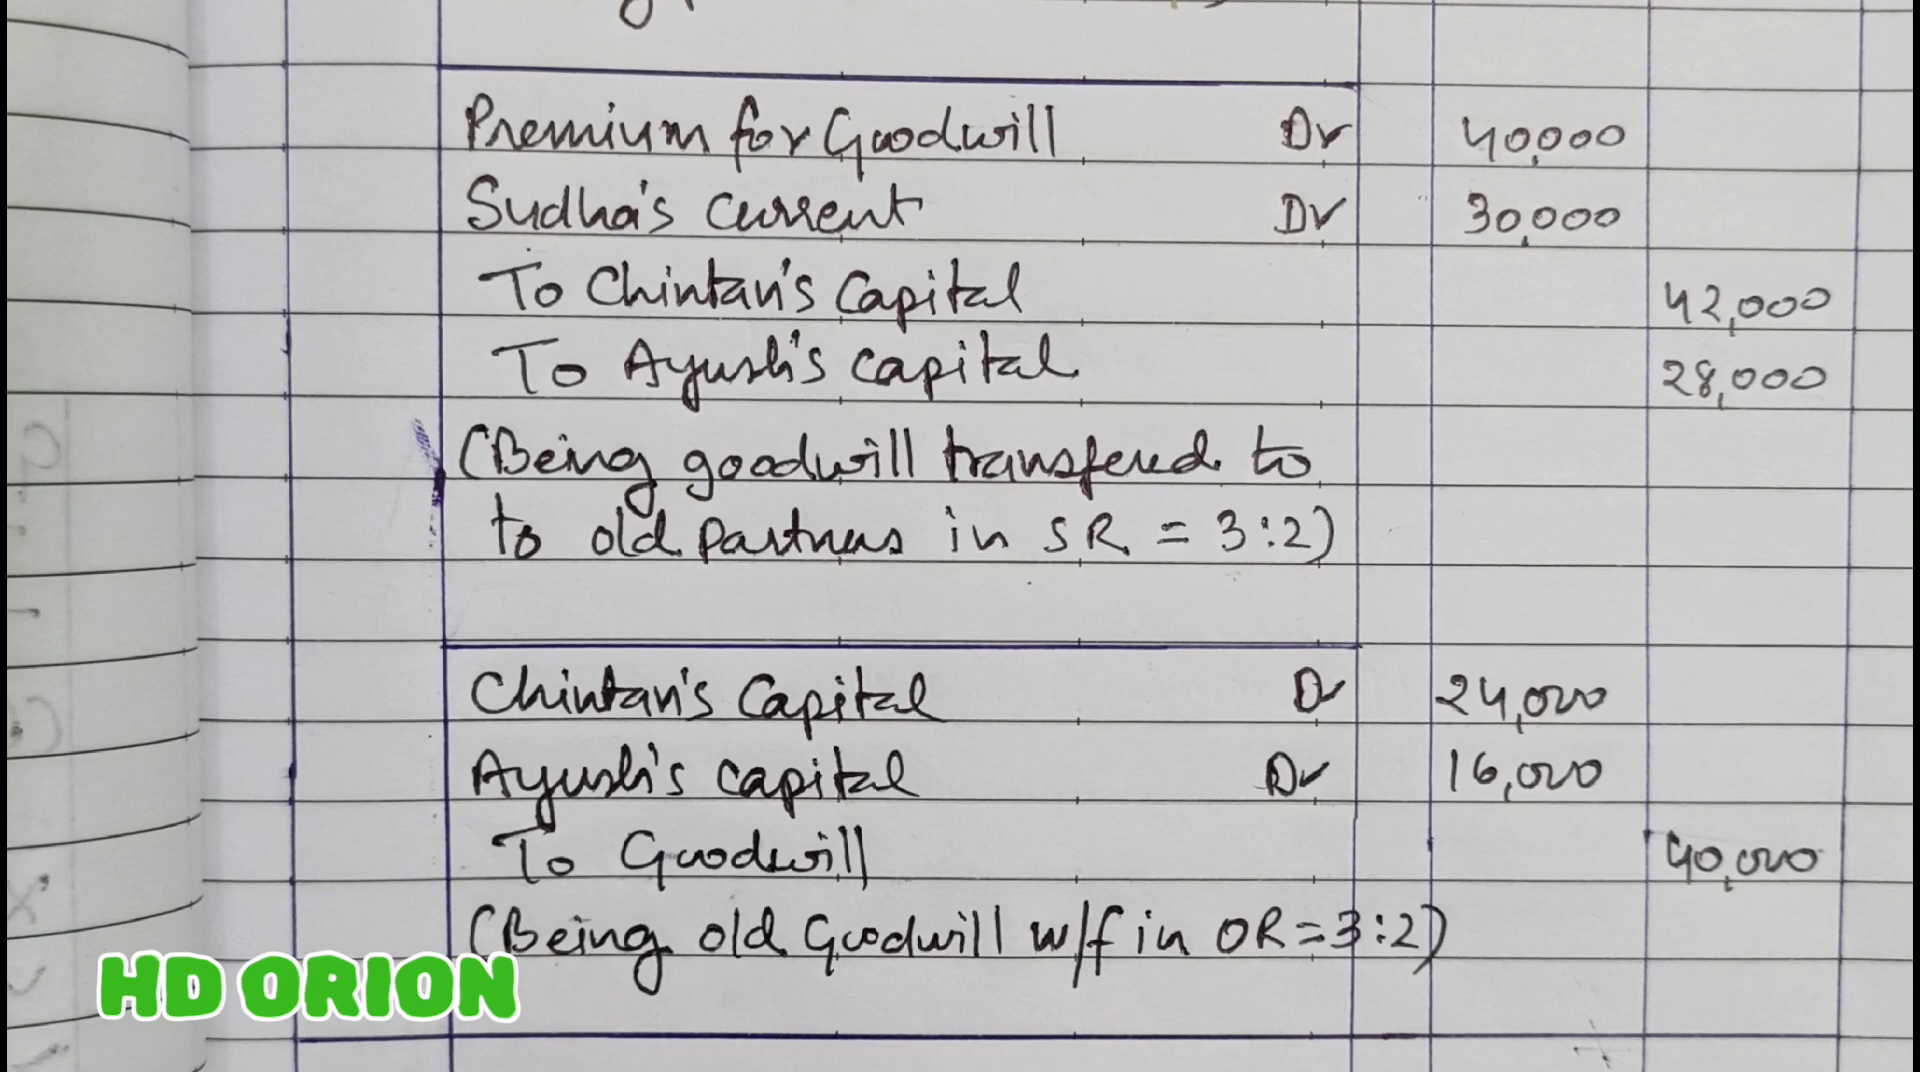 Premium for Goodwill Dr 40,000
Sudha's Current Dr 30,000
To Chintan's Capital 42,000
To Ayush's capital 28,000
(Being goodwill transfered to
to old partners in SR = 3:2)
Chintan's Capital Dr 24,000
Ayush's capital Dr 16,000
To Goodwill 40,000
(Being old Goodwill w/f in OR = 3:2)
HD ORION